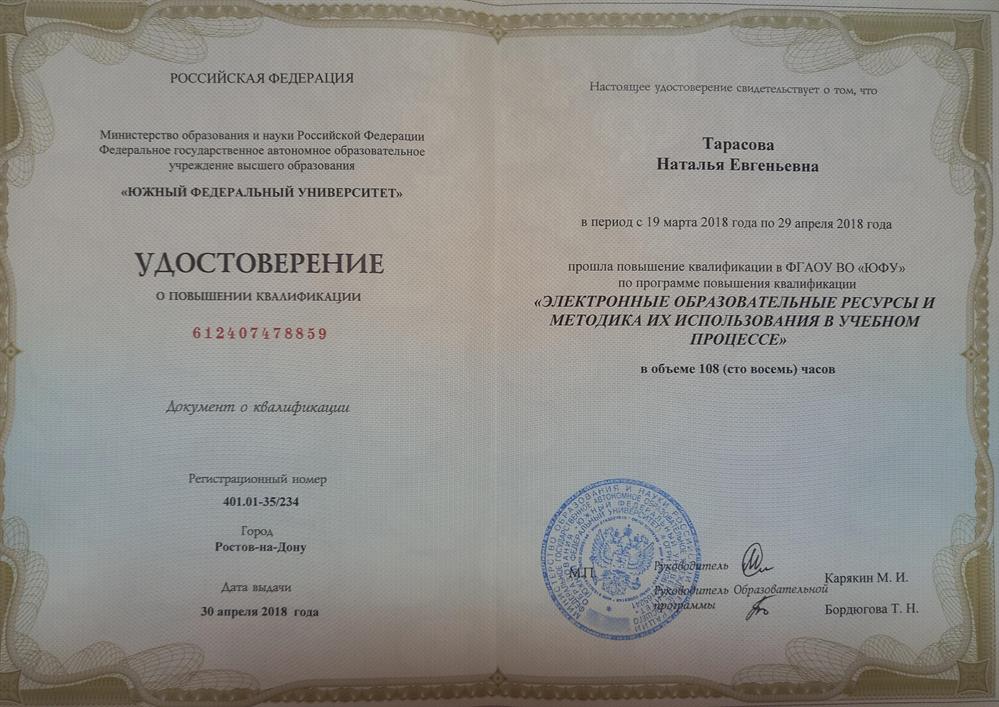 РОССИЙСКАЯ ФЕДЕРАЦИЯ
Министерство образования и науки Российской Федерации
Федеральное государственное автономное образовательное
учреждение высшего образования
«ЮЖНЫЙ ФЕДЕРАЛЬНЫЙ УНИВЕРСИТЕТ»
УДОСТОВЕРЕНИЕ
О ПОВЫШЕНИИ КВАЛИФИКАЦИИ
612407478859
Документ о квалификации
Регистрационный номер
401.01-35/234
Город
Ростов-на-Дону
Дата выдачи
30 апреля 2018 года
Настоящее удостоверение свидетельствует о том, что
Тарасова
Наталья Евгеньевна
в период с 19 марта 2018 года по 29 апреля 2018 года
прошла повышение квалификации в ФГАОУ ВО «ЮФУ»
по программе повышения квалификации
«ЭЛЕКТРОННЫЕ ОБРАЗОВАТЕЛЬНЫЕ РЕСУРСЫ И
МЕТОДИКА ИХ ИСПОЛЬЗОВАНИЯ В УЧЕБНОМ
ПРОЦЕССЕ»
в объеме 108 (сто восемь) часов
М.П.
Руководитель
Карякин М. И.
Руководитель Образовательной
программы
Бордюгова Т. Н.